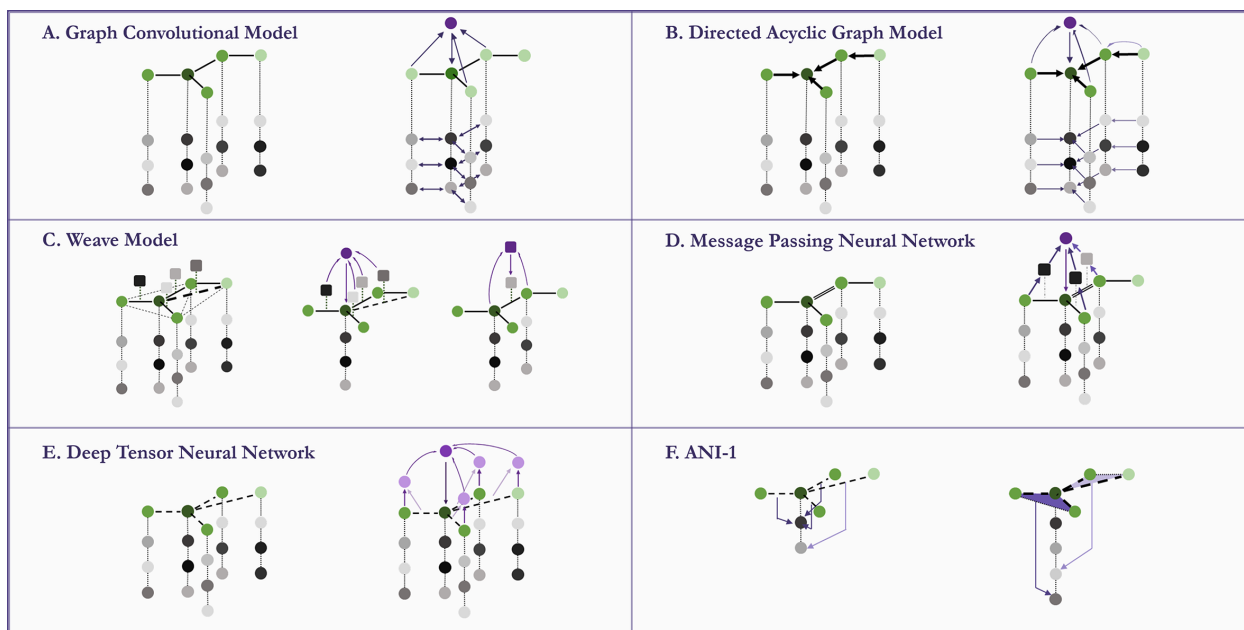 A. Graph Convolutional Model
B. Directed Acyclic Graph Model
C. Weave Model
D. Message Passing Neural Network
E. Deep Tensor Neural Network
F. ANI-1